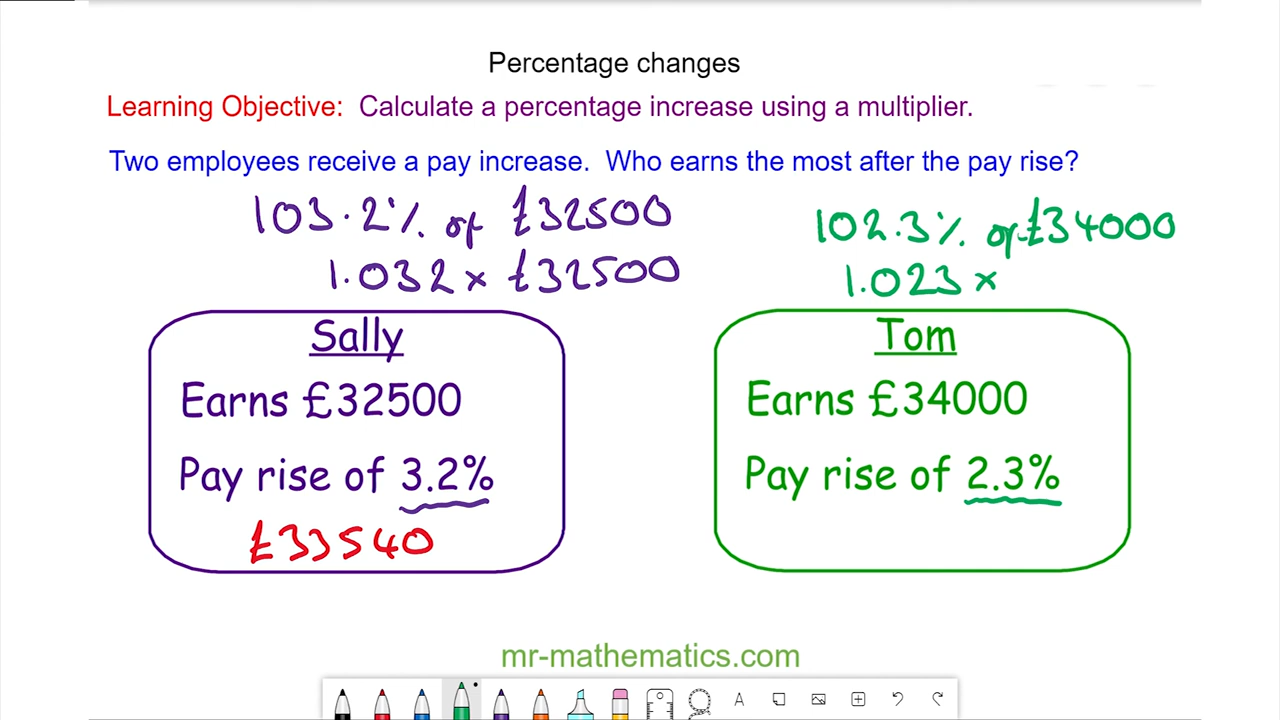 Percentage changes
Learning Objective: Calculate a percentage increase using a multiplier.
Two employees receive a pay increase. Who earns the most after the pay rise?
103.2% of £32500
1.032 × £32500
102.3% of £34000
1.023 ×
Sally
Earns £32500
Pay rise of 3.2%
£33540
Tom
Earns £34000
Pay rise of 2.3%
mr-mathematics.com
A